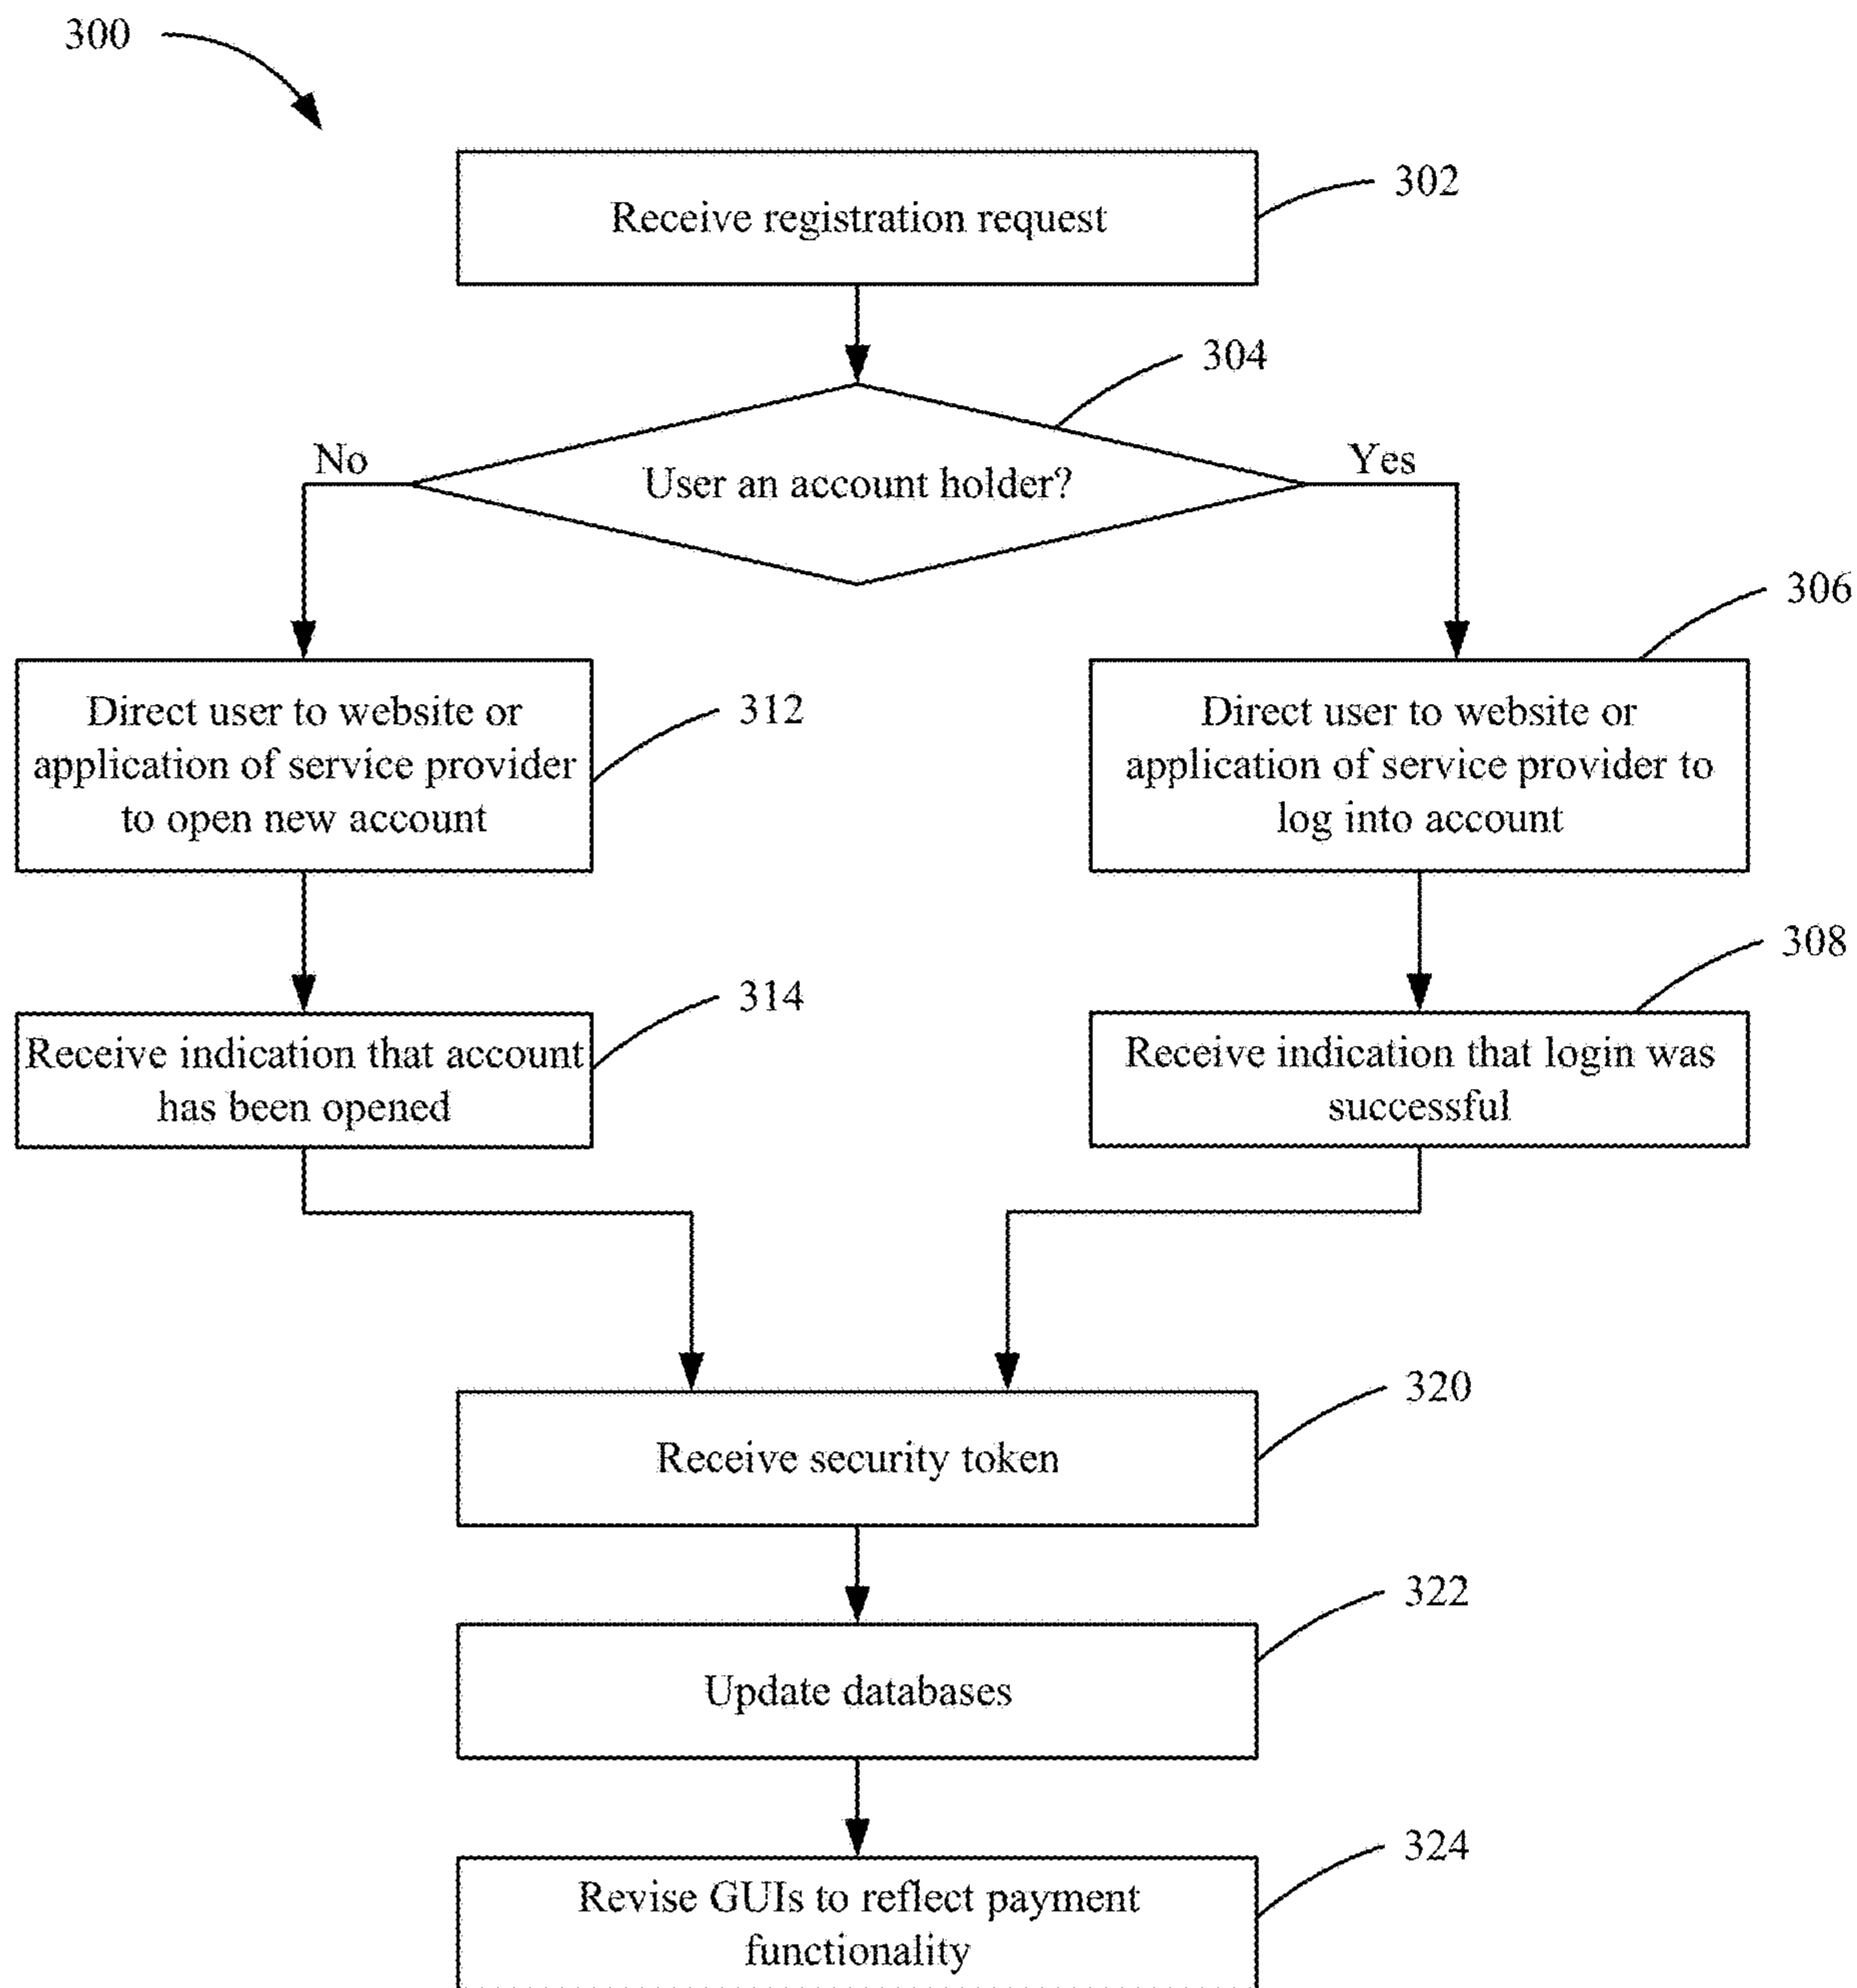 300
Receive registration request
302
304
No
User an account holder?
Yes
306
Direct user to website or
application of service provider
to open new account
312
Direct user to website or
application of service provider to
log into account
308
Receive indication that account
has been opened
314
Receive indication that login was
successful
320
Receive security token
322
Update databases
324
Revise GUIs to reflect payment
functionality